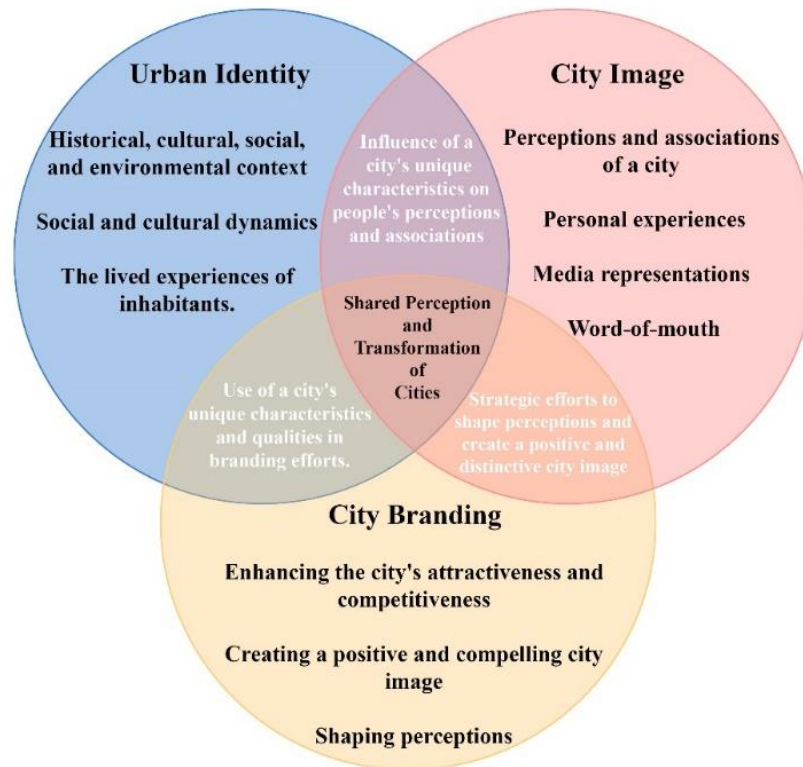 Urban Identity
Historical, cultural, social,
and environmental context
Social and cultural dynamics
The lived experiences of
inhabitants.
Influence of a
city's unique
characteristics on
people's perceptions
and associations
City Image
Perceptions and associations
of a city
Personal experiences
Media representations
Word-of-mouth
Shared Perception
and
Transformation
of
Cities
Use of a city's
unique characteristics
and qualities in
branding efforts.
Strategic efforts to
shape perceptions and
create a positive and
distinctive city image
City Branding
Enhancing the city's attractiveness and
competitiveness
Creating a positive and compelling city
image
Shaping perceptions